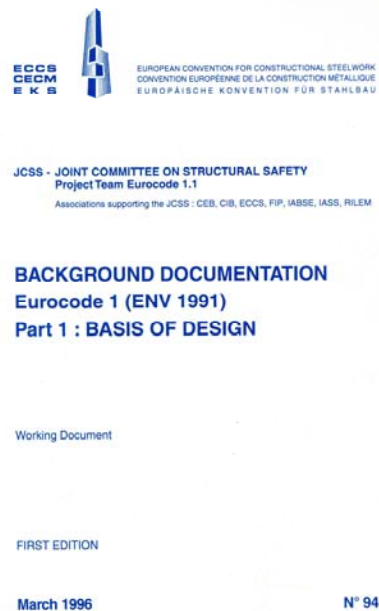 ECCS
CECM
E K S
EUROPEAN CONVENTION FOR CONSTRUCTIONAL STEELWORK
CONVENTION EUROPÉENNE DE LA CONSTRUCTION MÉTALLIQUE
EUROPÄISCHE KONVENTION FÜR STAHLBAU
JCSS - JOINT COMMITTEE ON STRUCTURAL SAFETY
Project Team Eurocode 1.1
Associations supporting the JCSS : CEB, CIB, ECCS, FIP, IABSE, IASS, RILEM
BACKGROUND DOCUMENTATION
Eurocode 1 (ENV 1991)
Part 1 : BASIS OF DESIGN
Working Document
FIRST EDITION
March 1996
N° 94